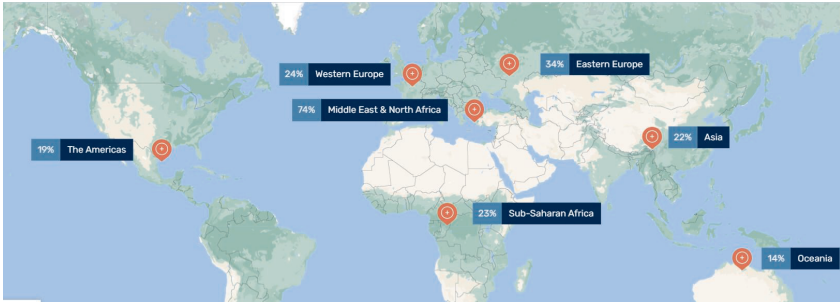 34% Eastern Europe
24% Western Europe
74% Middle East & North Africa
22% Asia
19% The Americas
23% Sub-Saharan Africa
14% Oceania